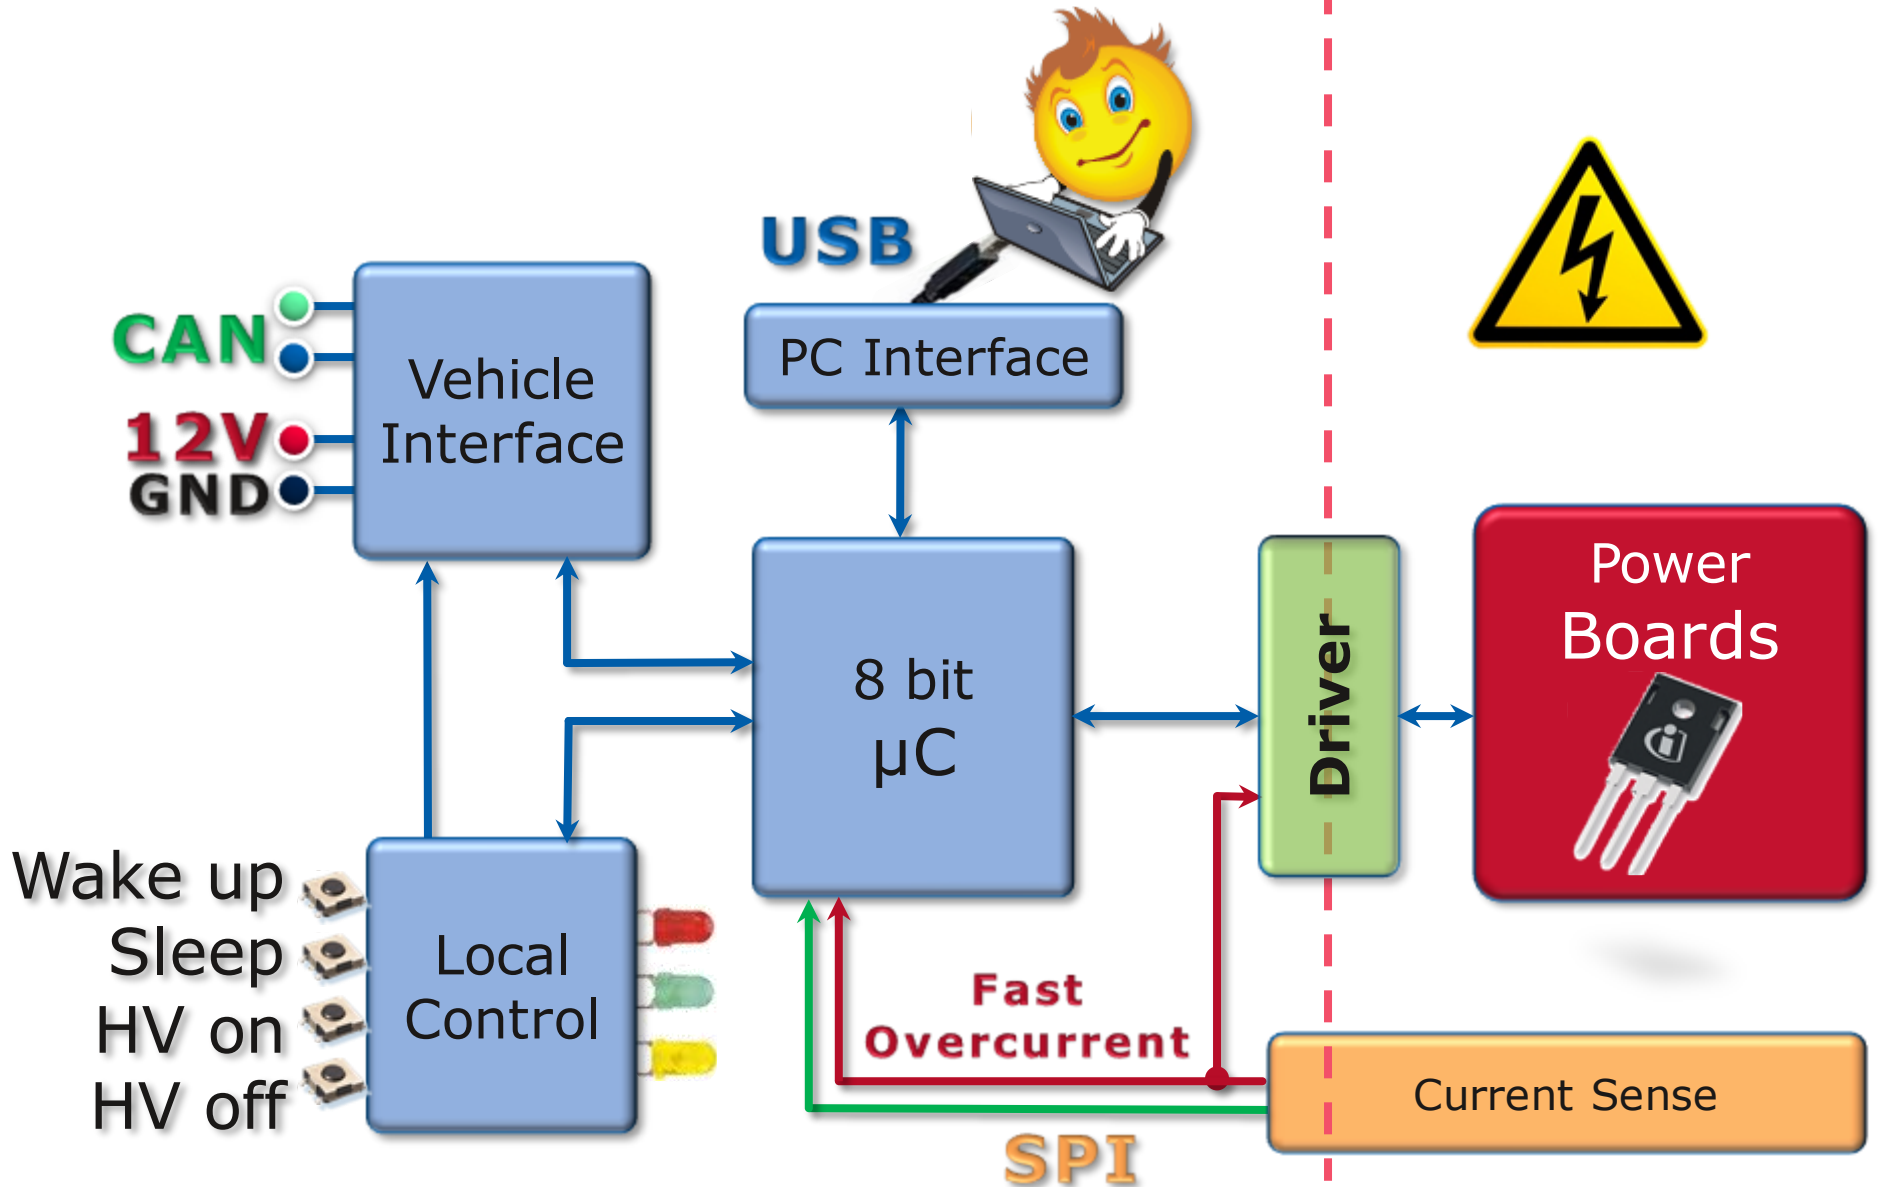 USB
CAN
12V
GND
Vehicle
Interface
PC Interface
8 bit
µC
Driver
Power
Boards
Wake up
Sleep
HV on
HV off
Local
Control
Fast
Overcurrent
Current Sense
SPI